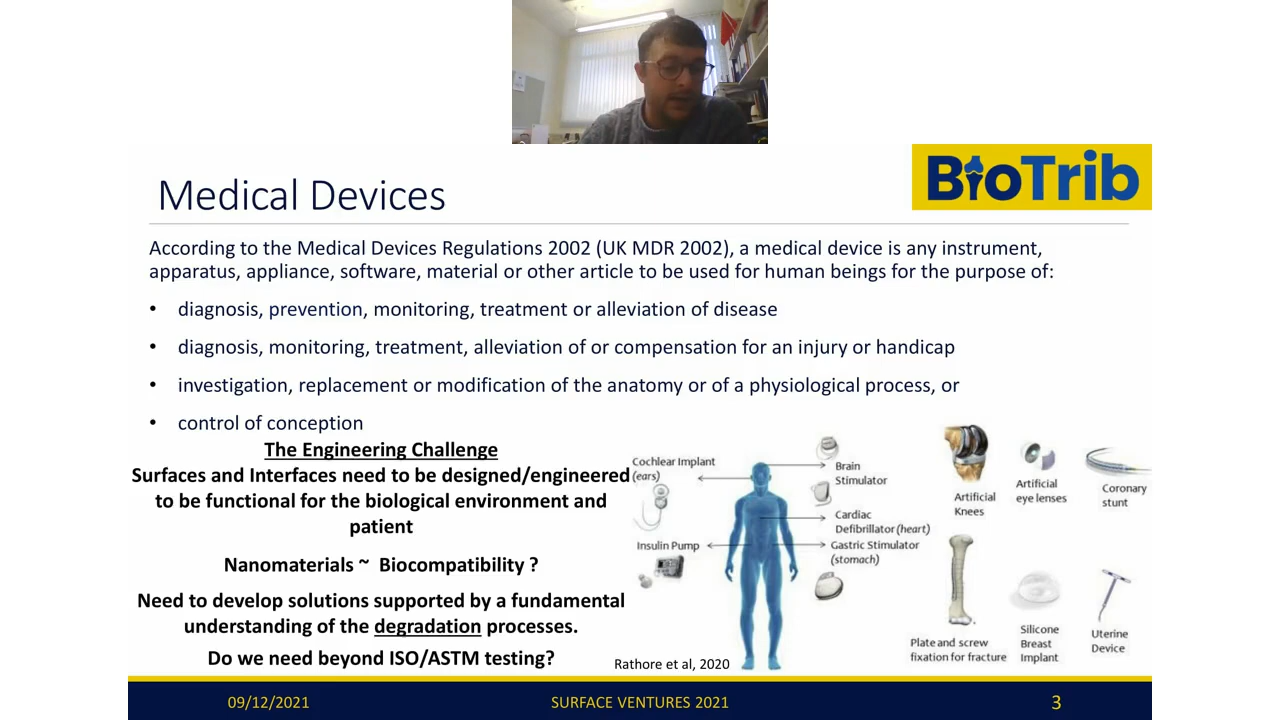 BioTrib
Medical Devices
According to the Medical Devices Regulations 2002 (UK MDR 2002), a medical device is any instrument,
apparatus, appliance, software, material or other article to be used for human beings for the purpose of:
• diagnosis, prevention, monitoring, treatment or alleviation of disease
• diagnosis, monitoring, treatment, alleviation of or compensation for an injury or handicap
• investigation, replacement or modification of the anatomy or of a physiological process, or
• control of conception
The Engineering Challenge
Surfaces and Interfaces need to be designed/engineered
to be functional for the biological environment and
patient
Nanomaterials ~ Biocompatibility ?
Need to develop solutions supported by a fundamental
understanding of the degradation processes.
Do we need beyond ISO/ASTM testing?
Cochlear Implant
(ears)
Insulin Pump
Brain
Stimulator
Cardiac
Defibrillator (heart)
Gastric Stimulator
(stomach)
Artificial
Knees
Artificial
eye lenses
Coronary
stunt
Plate and screw
fixation for fracture
Silicone
Breast
Implant
Uterine
Device
Rathore et al, 2020
09/12/2021
SURFACE VENTURES 2021
3